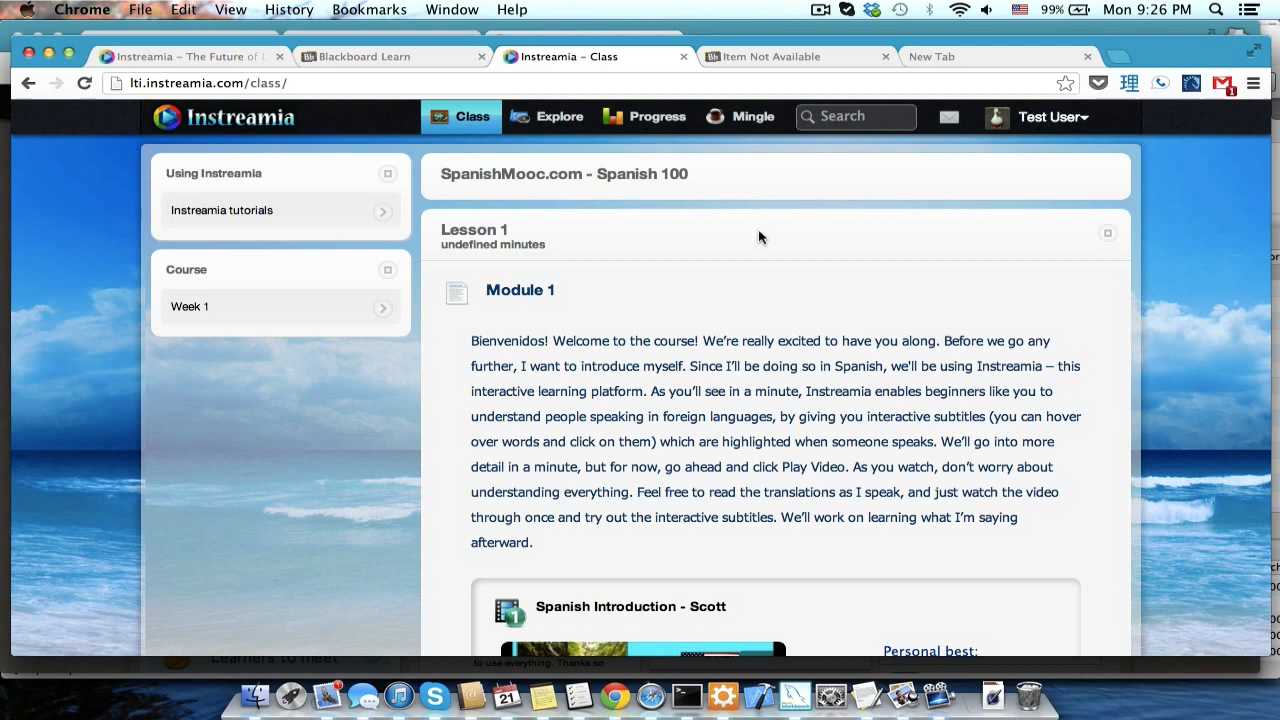 Chrome File Edit View History Bookmarks Window Help 99% Mon 9:26 PM
Instreamia – The Future of L
Blackboard Learn
Instreamia – Class
Item Not Available
New Tab
lti.instreamia.com/class/
Instreamia Class Explore Progress Mingle Search Test User
Using Instreamia
Instreamia tutorials
Course
Week 1
SpanishMooc.com - Spanish 100
Lesson 1
undefined minutes
Module 1
Bienvenidos! Welcome to the course! We're really excited to have you along. Before we go any
further, I want to introduce myself. Since I'll be doing so in Spanish, we'll be using Instreamia – this
interactive learning platform. As you'll see in a minute, Instreamia enables beginners like you to
understand people speaking in foreign languages, by giving you interactive subtitles (you can hover
over words and click on them) which are highlighted when someone speaks. We'll go into more
detail in a minute, but for now, go ahead and click Play Video. As you watch, don't worry about
understanding everything. Feel free to read the translations as I speak, and just watch the video
through once and try out the interactive subtitles. We'll work on learning what I'm saying
afterward.
1
Spanish Introduction - Scott
Personal best:
Learners to meet
to use everything. Thanks so